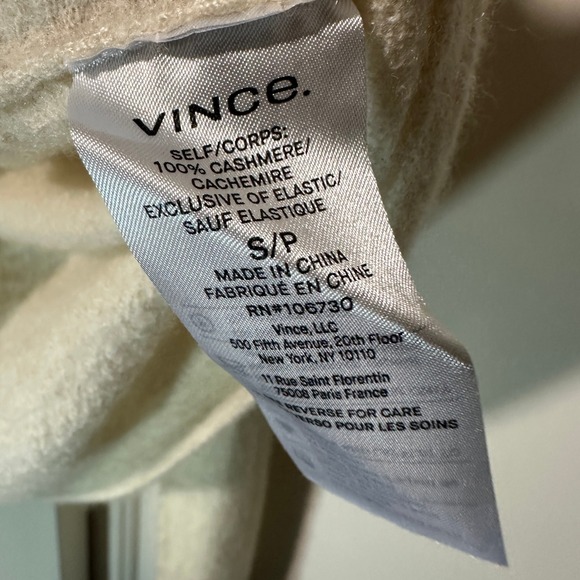 VINCE.
SELF/CORPS:
100% CASHMERE/
CACHEMIRE
EXCLUSIVE OF ELASTIC/
SAUF ELASTIQUE
S/P
MADE IN CHINA
FABRIQUÉ EN CHINE
RN#106730
Vince, LLC
500 Fifth Avenue, 20th Floor
New York, NY 10110
11 Rue Saint Florentin
75008 Paris France
REVERSE FOR CARE
POUR LES SOINS